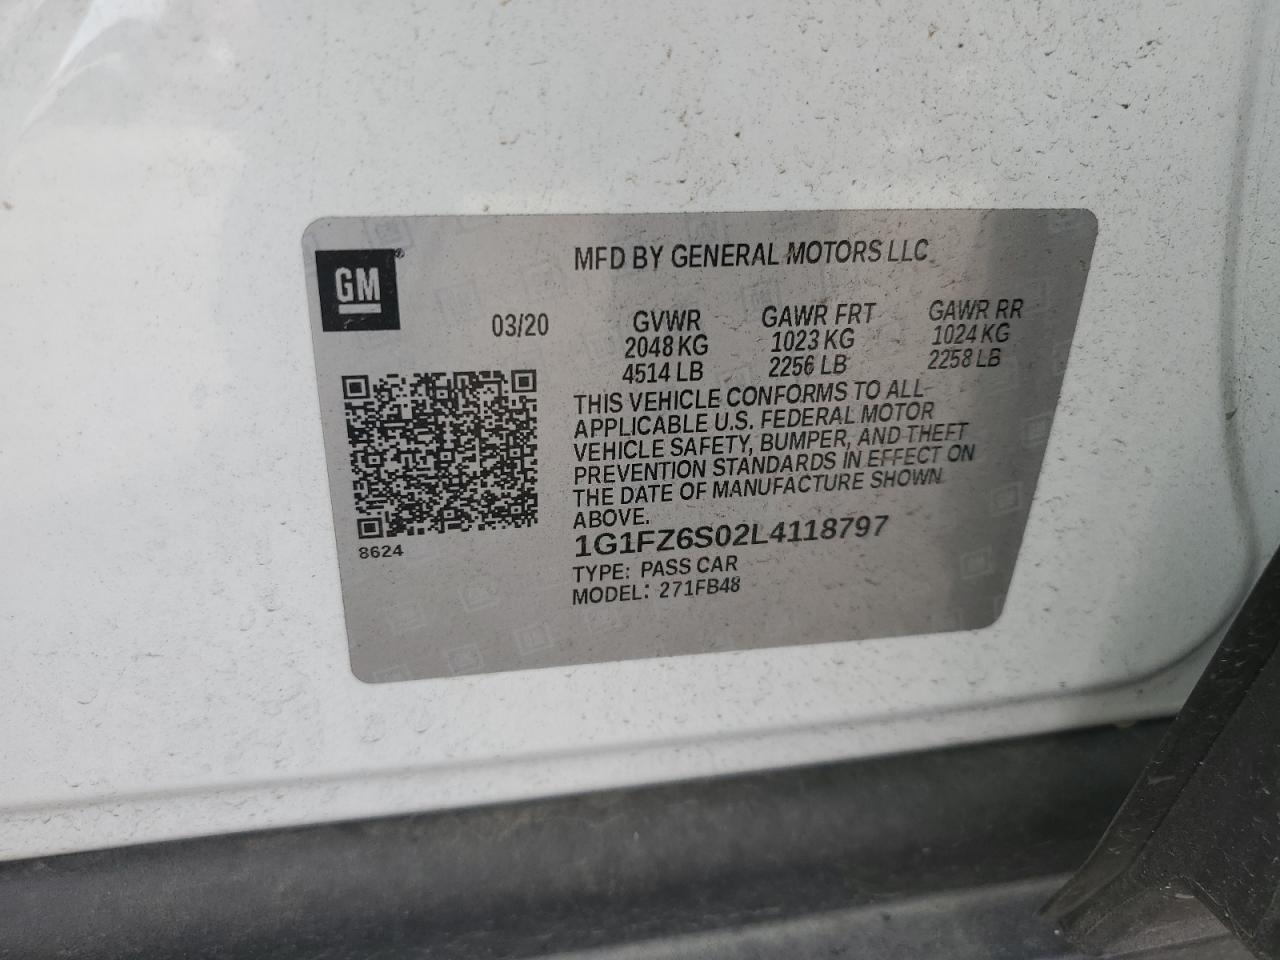 GM®
MFD BY GENERAL MOTORS LLC
03/20
GVWR GAWR FRT GAWR RR
2048 KG 1023 KG 1024 KG
4514 LB 2256 LB 2258 LB
THIS VEHICLE CONFORMS TO ALL
APPLICABLE U.S. FEDERAL MOTOR
VEHICLE SAFETY, BUMPER, AND THEFT
PREVENTION STANDARDS IN EFFECT ON
THE DATE OF MANUFACTURE SHOWN
ABOVE.
8624
1G1FZ6S02L4118797
TYPE: PASS CAR
MODEL: 271FB48